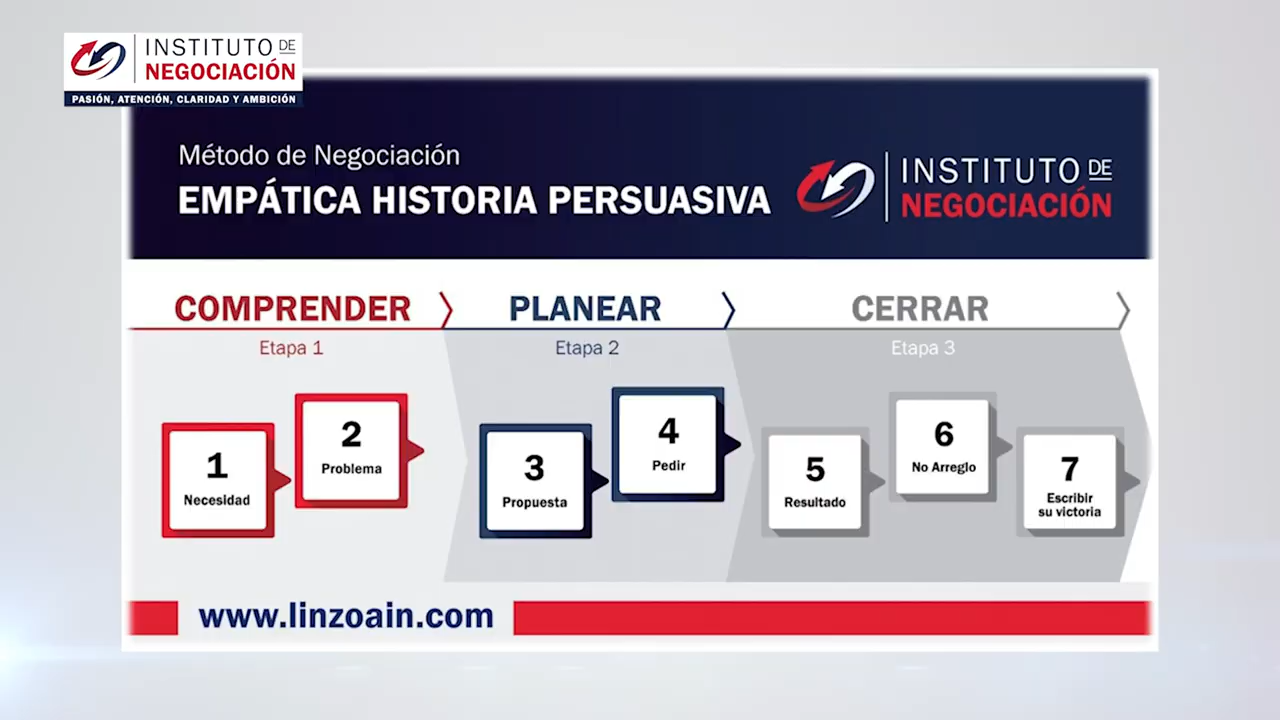 INSTITUTO DE
NEGOCIACIÓN
PASIÓN, ATENCIÓN, CLARIDAD Y AMBICIÓN
Método de Negociación
EMPÁTICA HISTORIA PERSUASIVA
INSTITUTO DE
NEGOCIACIÓN
COMPRENDER
Etapa 1
PLANEAR
Etapa 2
CERRAR
Etapa 3
1
Necesidad
2
Problema
3
Propuesta
4
Pedir
5
Resultado
6
No Arreglo
7
Escribir
su victoria
www.linzoain.com